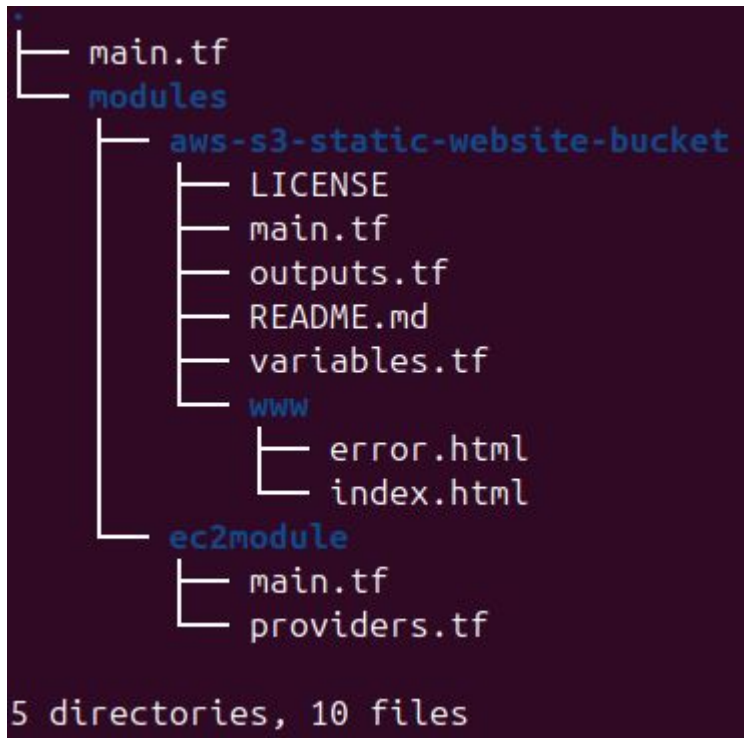 .
├── main.tf
└── modules
    ├── aws-s3-static-website-bucket
    │   ├── LICENSE
    │   ├── main.tf
    │   ├── outputs.tf
    │   ├── README.md
    │   ├── variables.tf
    │   └── www
    │       ├── error.html
    │       └── index.html
    └── ec2module
        ├── main.tf
        └── providers.tf

5 directories, 10 files